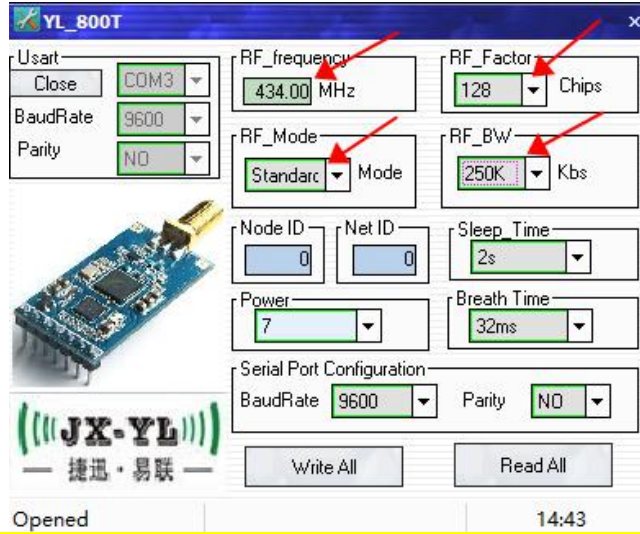 YL_800T
Usart
Close COM3
BaudRate 9600
Parity NO
RF_frequency
434.00 MHz
RF_Factor
128 Chips
RF_Mode
Standard Mode
RF_BW
250K Kbs
Node ID
0
Net ID
0
Sleep_Time
2s
Power
7
Breath Time
32ms
Serial Port Configuration
BaudRate 9600 Parity NO
Write All Read All
(((JX-YL)))
— 捷迅·易联 —
Opened 14:43